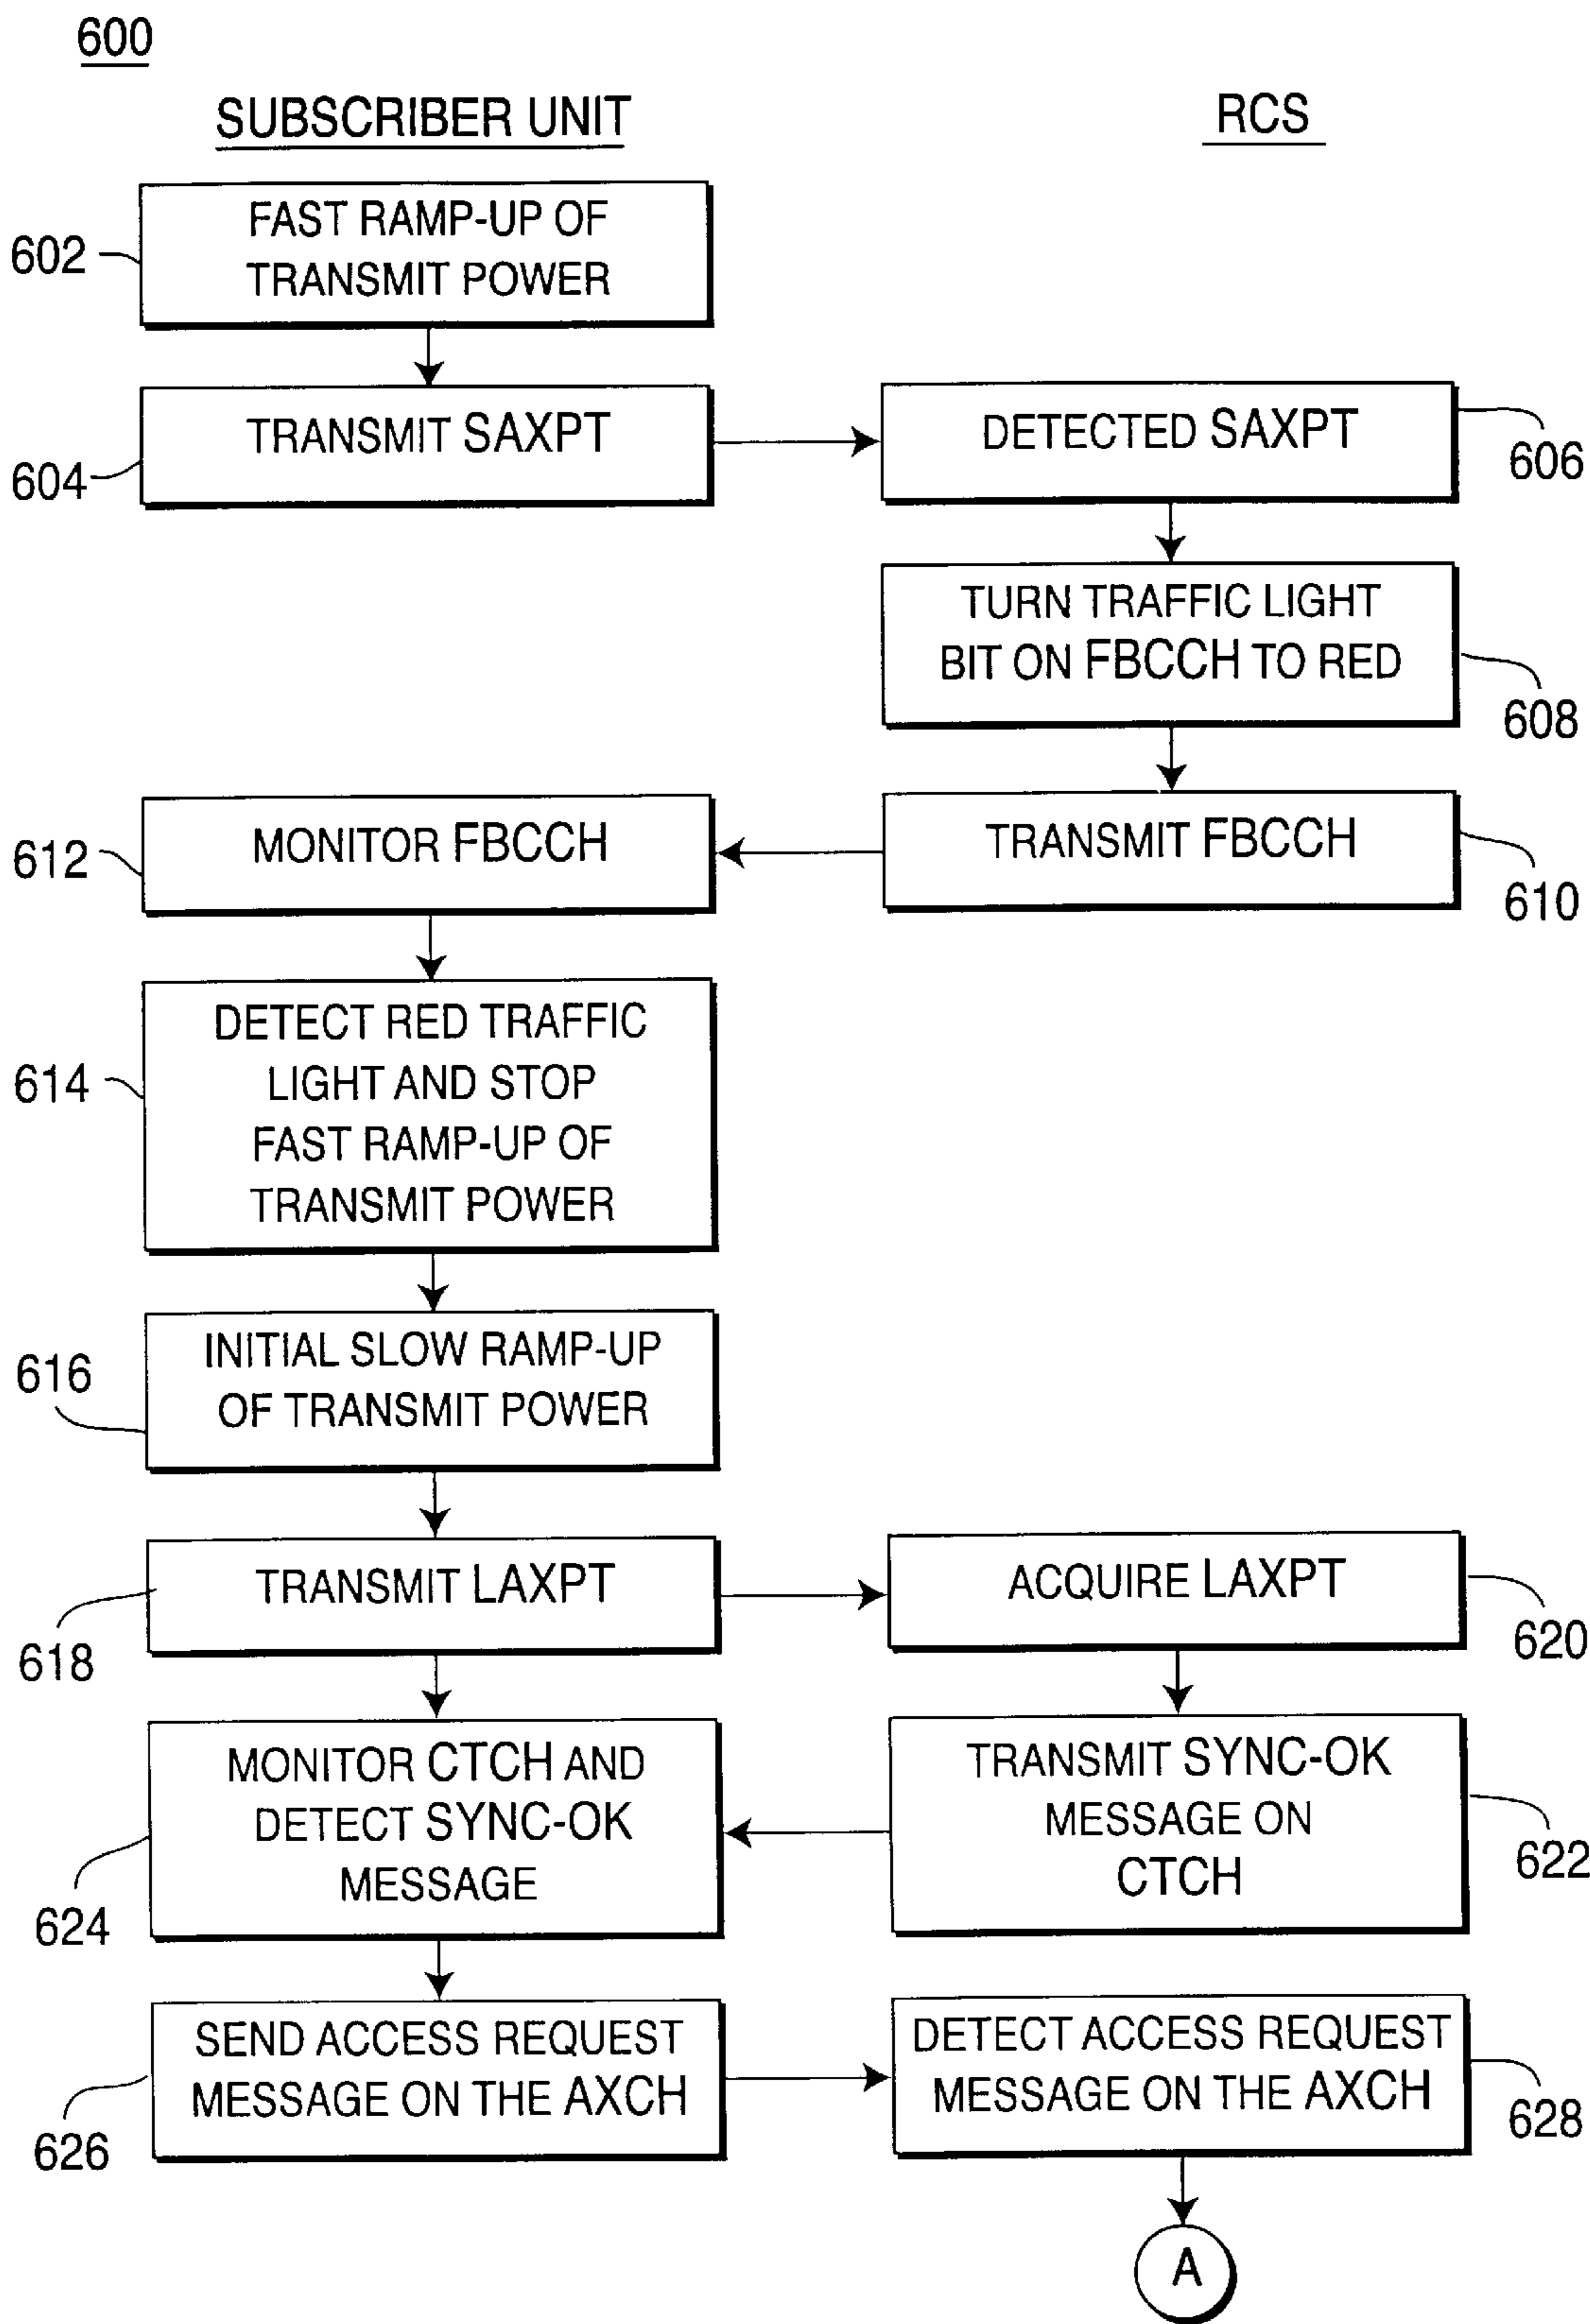 600
SUBSCRIBER UNIT
RCS
602
FAST RAMP-UP OF
TRANSMIT POWER
604
TRANSMIT SAXPT
DETECTED SAXPT
606
TURN TRAFFIC LIGHT
BIT ON FBCCH TO RED
608
612
MONITOR FBCCH
TRANSMIT FBCCH
610
614
DETECT RED TRAFFIC
LIGHT AND STOP
FAST RAMP-UP OF
TRANSMIT POWER
616
INITIAL SLOW RAMP-UP
OF TRANSMIT POWER
618
TRANSMIT LAXPT
ACQUIRE LAXPT
620
624
MONITOR CTCH AND
DETECT SYNC-OK
MESSAGE
TRANSMIT SYNC-OK
MESSAGE ON
CTCH
622
626
SEND ACCESS REQUEST
MESSAGE ON THE AXCH
DETECT ACCESS REQUEST
MESSAGE ON THE AXCH
628
A